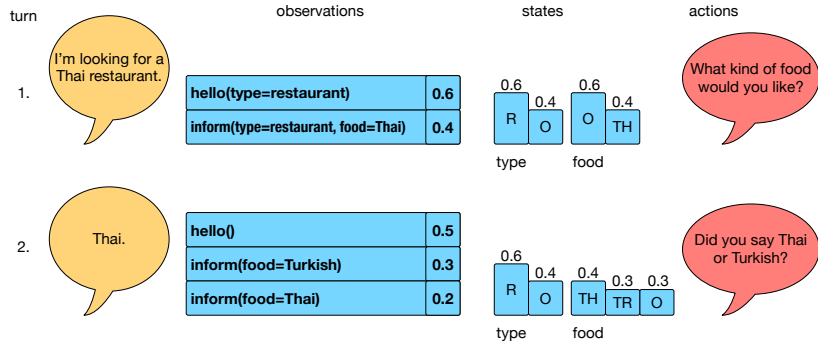 turn
observations
states
actions
1.
I'm looking for a
Thai restaurant.
hello(type=restaurant) 0.6
inform(type=restaurant, food=Thai) 0.4
0.6 0.4 0.6 0.4
R O O TH
type food
What kind of food
would you like?
2.
Thai.
hello() 0.5
inform(food=Turkish) 0.3
inform(food=Thai) 0.2
0.6 0.4 0.4 0.3 0.3
R O TH TR O
type food
Did you say Thai
or Turkish?